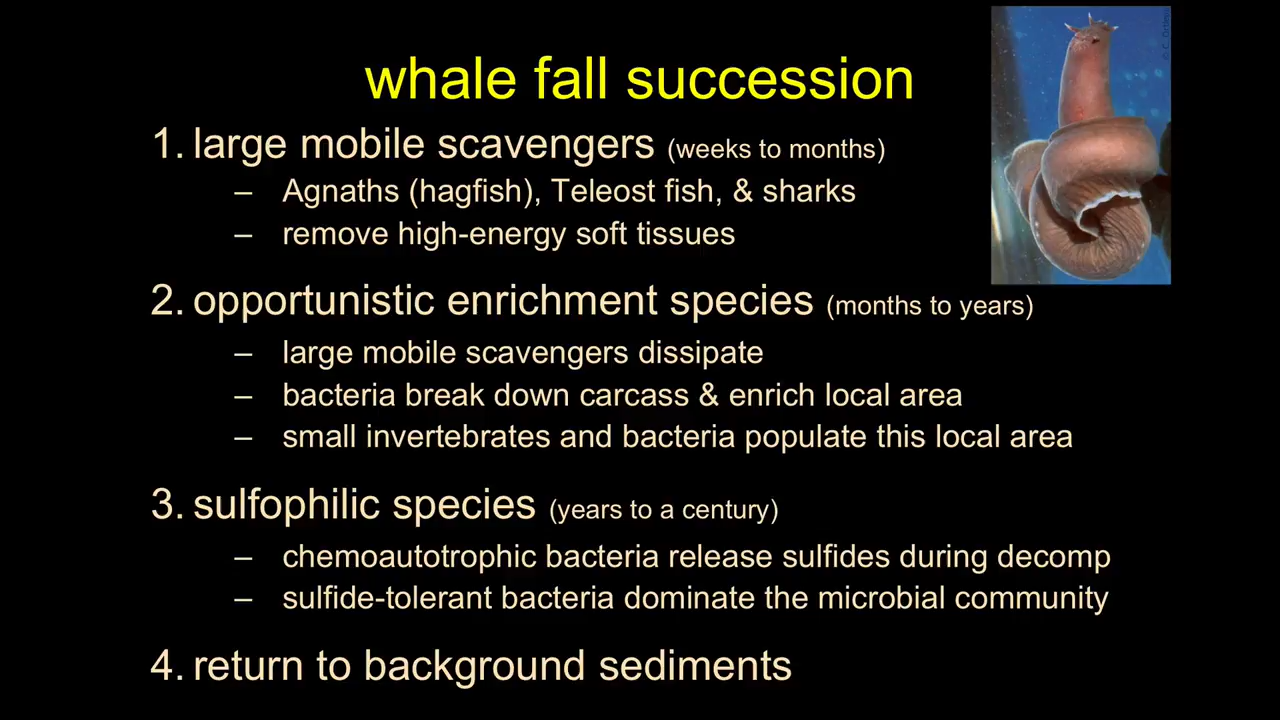 whale fall succession
1. large mobile scavengers (weeks to months)
– Agnaths (hagfish), Teleost fish, & sharks
– remove high-energy soft tissues
2. opportunistic enrichment species (months to years)
– large mobile scavengers dissipate
– bacteria break down carcass & enrich local area
– small invertebrates and bacteria populate this local area
3. sulfophilic species (years to a century)
– chemoautotrophic bacteria release sulfides during decomp
– sulfide-tolerant bacteria dominate the microbial community
4. return to background sediments